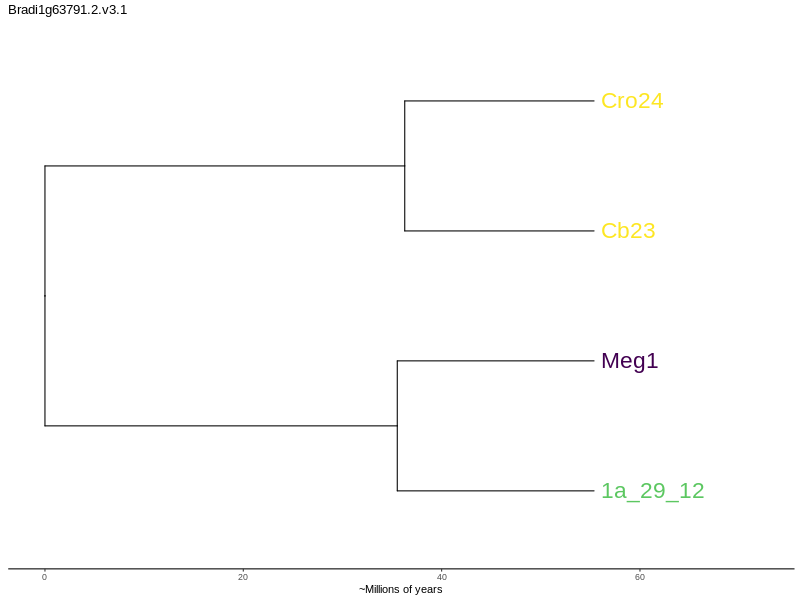 Bradi1g63791.2.v3.1
Cro24
Cb23
Meg1
1a_29_12
0 20 40 60
~Millions of years